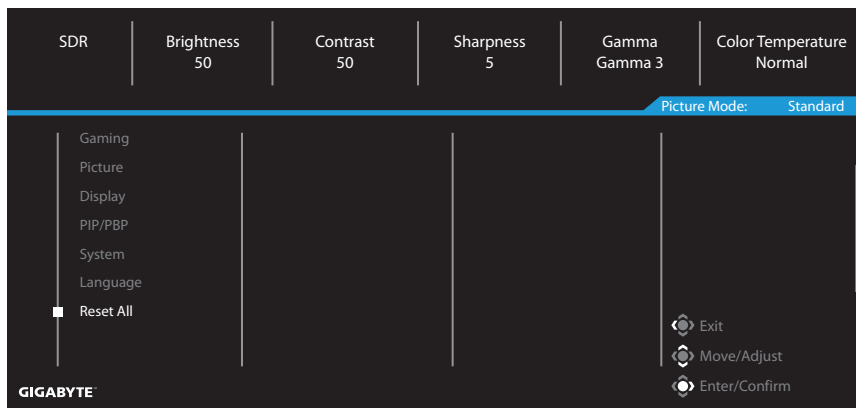 SDR Brightness Contrast Sharpness Gamma Color Temperature
50 50 5 Gamma 3 Normal
Picture Mode: Standard
Gaming
Picture
Display
PIP/PBP
System
Language
Reset All
Exit
Move/Adjust
Enter/Confirm
GIGABYTE™